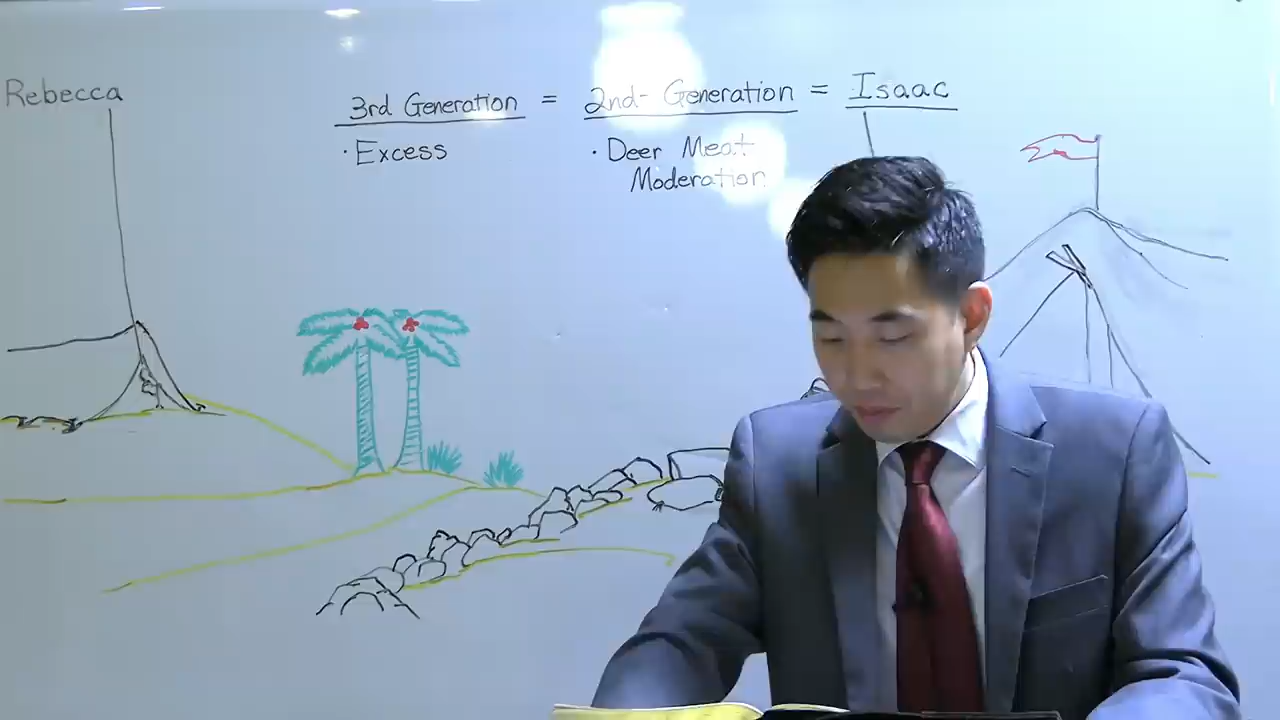 Rebecca
3rd Generation = 2nd- Generation = Isaac
· Excess
· Deer Meat
Moderation